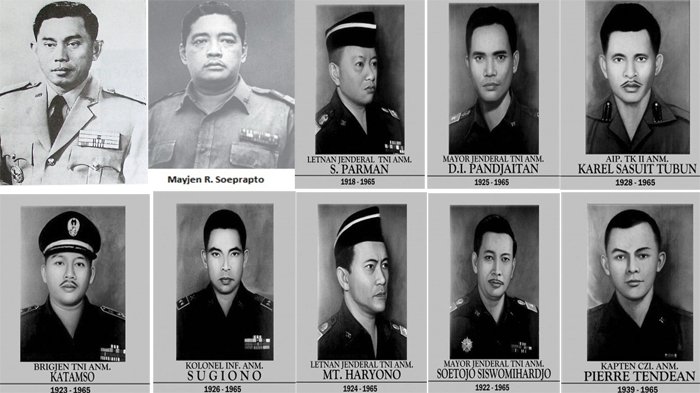 Mayjen R. Soeprapto
LETNAN JENDERAL TNI ANM.
S. PARMAN
1918 - 1965
MAYOR JENDERAL TNI ANM.
D.I. PANDJAITAN
1925 - 1965
AIP. TK II ANM.
KAREL SASUIT TUBUN
1928 - 1965
BRIGJEN TNI ANM.
KATAMSO
1923 - 1965
KOLONEL INF. ANM.
SUGIONO
1926 - 1965
LETNAN JENDERAL TNI ANM.
MT. HARYONO
1924 - 1965
MAYOR JENDERAL TNI ANM.
SOETOJO SISWOMIHARDJO
1922 - 1965
KAPTEN CZI. ANM.
PIERRE TENDEAN
1939 - 1965